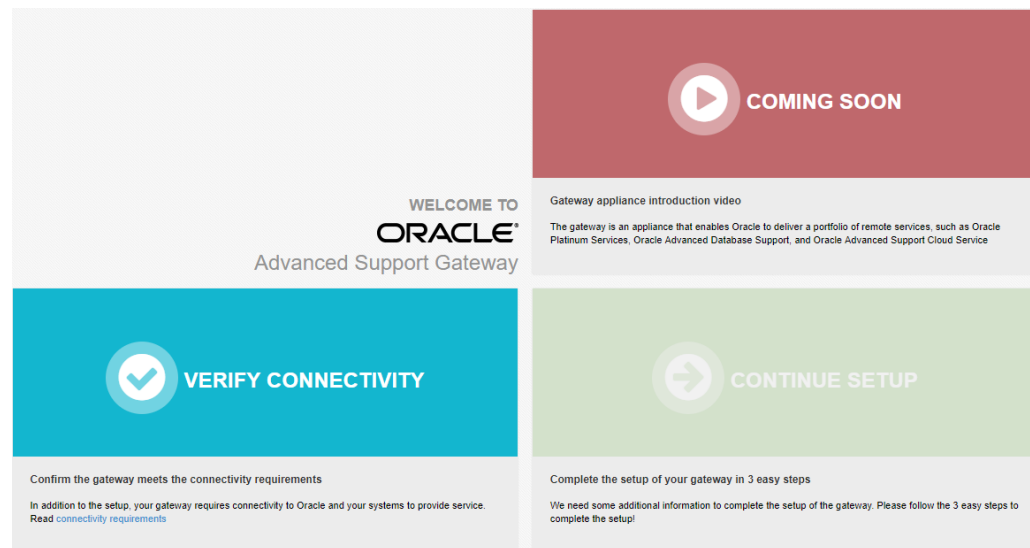 COMING SOON
WELCOME TO
ORACLE
Advanced Support Gateway
Gateway appliance introduction video
The gateway is an appliance that enables Oracle to deliver a portfolio of remote services, such as Oracle
Platinum Services, Oracle Advanced Database Support, and Oracle Advanced Support Cloud Service
VERIFY CONNECTIVITY
Confirm the gateway meets the connectivity requirements
In addition to the setup, your gateway requires connectivity to Oracle and your systems to provide service.
Read connectivity requirements
CONTINUE SETUP
Complete the setup of your gateway in 3 easy steps
We need some additional information to complete the setup of the gateway. Please follow the 3 easy steps to
complete the setup!